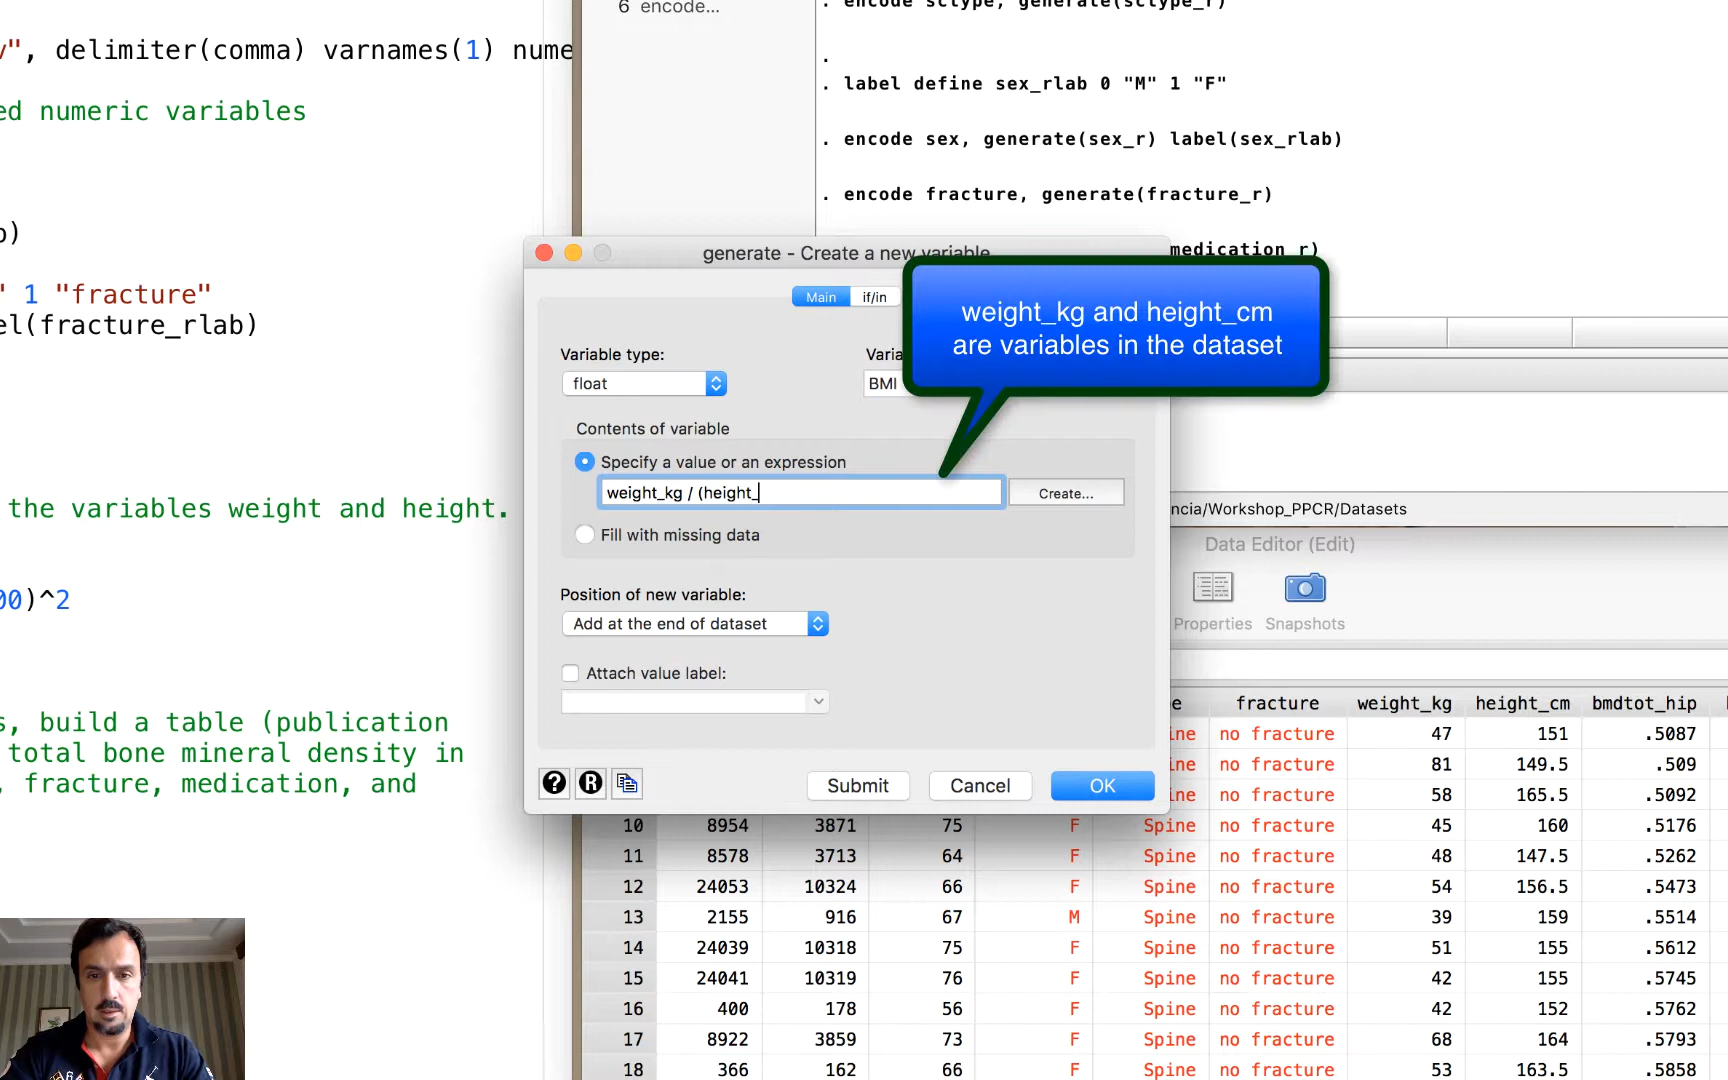 6 encode...
. encode sctype, generate(sctype_r)
", delimiter(comma) varnames(1) nume
.
. label define sex_rlab 0 "M" 1 "F"
ed numeric variables
. encode sex, generate(sex_r) label(sex_rlab)
. encode fracture, generate(fracture_r)
)
medication_r)
generate - Create a new variable
" 1 "fracture"
el(fracture_rlab)
Main
if/in
weight_kg and height_cm
are variables in the dataset
Variable type:
Varia
float
BMI
Contents of variable
Specify a value or an expression
weight_kg / (height_
Create...
Fill with missing data
the variables weight and height.
ncia/Workshop_PPCR/Datasets
Data Editor (Edit)
00)^2
Position of new variable:
Add at the end of dataset
Properties
Snapshots
Attach value label:
s, build a table (publication
total bone mineral density in
, fracture, medication, and
Submit
Cancel
OK
e fracture weight_kg height_cm bmdtot_hip
ine no fracture 47 151 .5087
ine no fracture 81 149.5 .509
ine no fracture 58 165.5 .5092
10 8954 3871 75 F Spine no fracture 45 160 .5176
11 8578 3713 64 F Spine no fracture 48 147.5 .5262
12 24053 10324 66 F Spine no fracture 54 156.5 .5473
13 2155 916 67 M Spine no fracture 39 159 .5514
14 24039 10318 75 F Spine no fracture 51 155 .5612
15 24041 10319 76 F Spine no fracture 42 155 .5745
16 400 178 56 F Spine no fracture 42 152 .5762
17 8922 3859 73 F Spine no fracture 68 164 .5793
18 366 162 66 F Spine no fracture 53 163.5 .5858